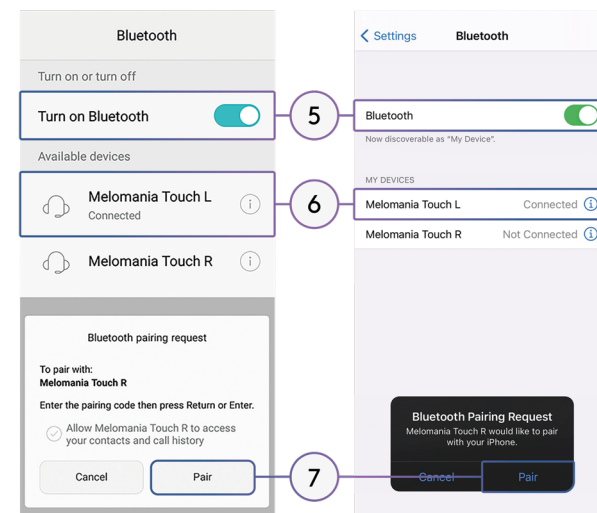 Bluetooth
Turn on or turn off
Turn on Bluetooth
Available devices
Melomania Touch L
Connected
Melomania Touch R
Bluetooth pairing request
To pair with:
Melomania Touch R
Enter the pairing code then press Return or Enter.
Allow Melomania Touch R to access
your contacts and call history
Cancel
Pair
5
6
7
Settings
Bluetooth
Bluetooth
Now discoverable as “My Device”.
MY DEVICES
Melomania Touch L
Connected
Melomania Touch R
Not Connected
Bluetooth Pairing Request
Melomania Touch R would like to pair
with your iPhone.
Cancel
Pair